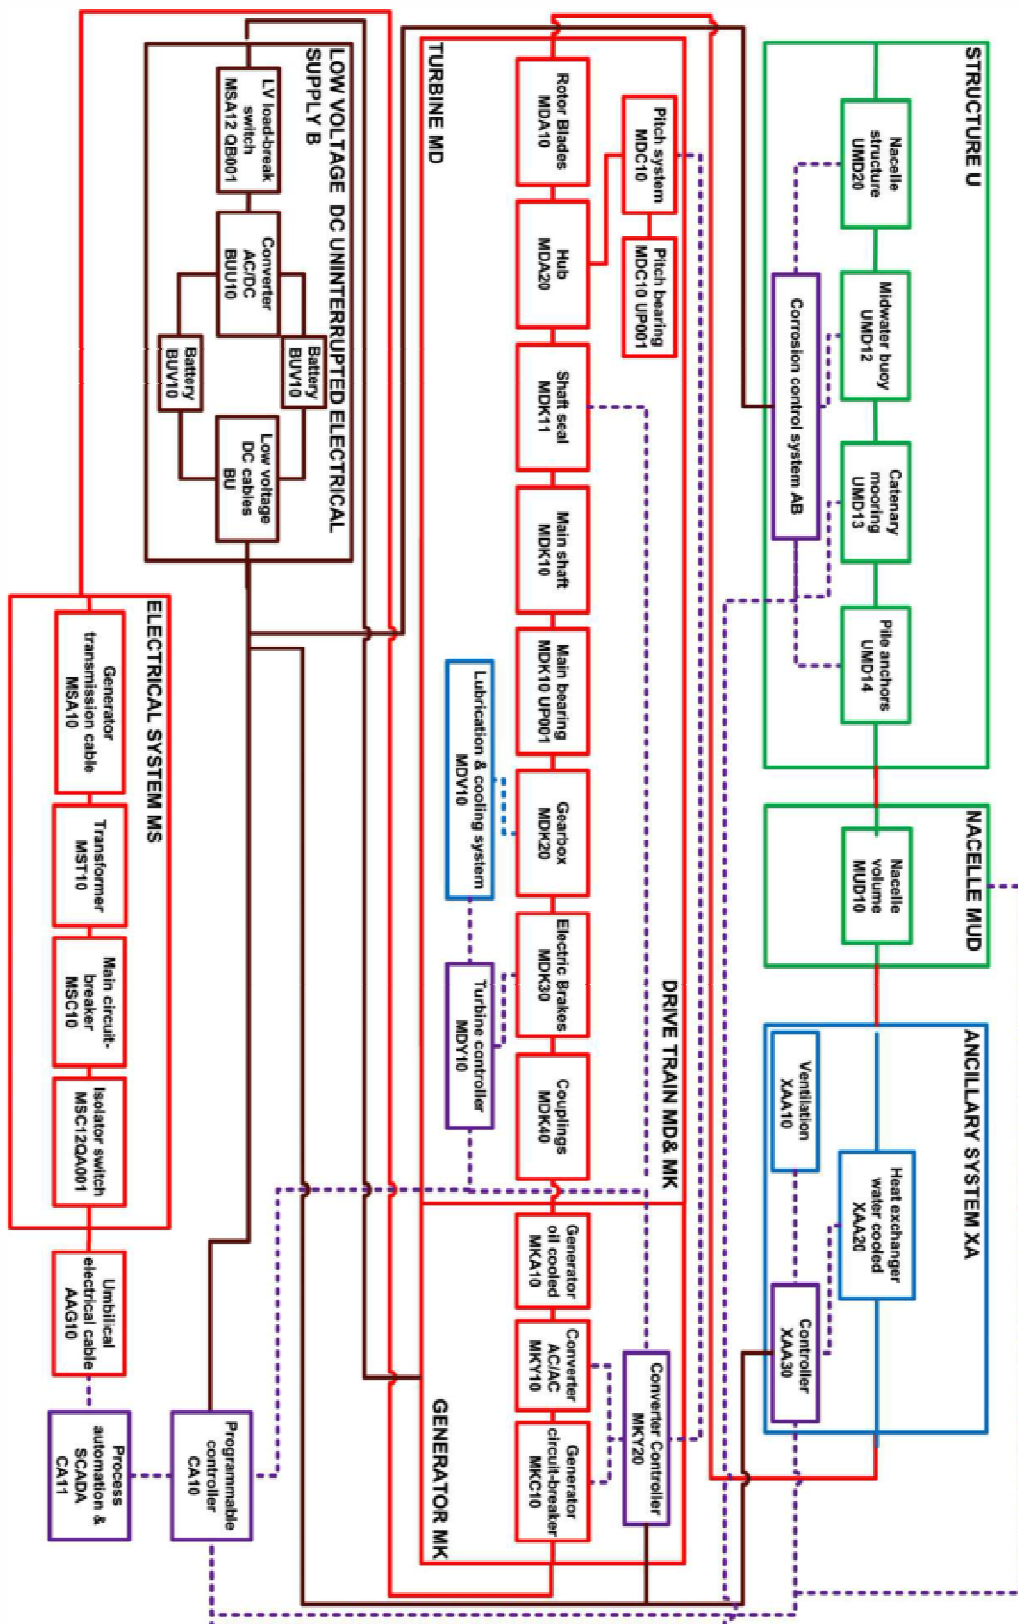 STRUCTURE U
Nacelle
structure
UMD20
Midwater buoy
UMD12
Catenary
mooring
UMD13
Pile anchors
UMD14
Corrosion control system AB
NACELLE MUD
Nacelle
volume
MUD10
ANCILLARY SYSTEM XA
Heat exchanger
water cooled
XAA20
Ventilation
XAA10
Controller
XAA30
TURBINE MD
DRIVE TRAIN MD& MK
Pitch system
MDC10
Pitch bearing
MDC10 UP001
Rotor Blades
MDA10
Hub
MDA20
Shaft seal
MDK11
Main shaft
MDK10
Main bearing
MDK10 UP001
Gearbox
MDK20
Electric Brakes
MDK30
Couplings
MDK40
Lubrication & cooling system
MDV10
Turbine controller
MDY10
Converter Controller
MKY20
Generator
oil cooled
MKA10
Converter
AC/AC
MKY10
Generator
circuit-breaker
MKC10
GENERATOR MK
LOW VOLTAGE DC UNINTERRUPTED ELECTRICAL
SUPPLY B
LV load-break
switch
MSA12 QB001
Converter
AC/DC
BUU10
Battery
BUV10
Battery
BUV10
Low voltage
DC cables
BU
ELECTRICAL SYSTEM MS
Generator
transmission cable
MSA10
Transformer
MST10
Main circuit-
breaker
MSC10
Isolator switch
MSC12QA001
Umbilical
electrical cable
AAG10
Programmable
controller
CA10
Process
automation &
SCADA
CA11